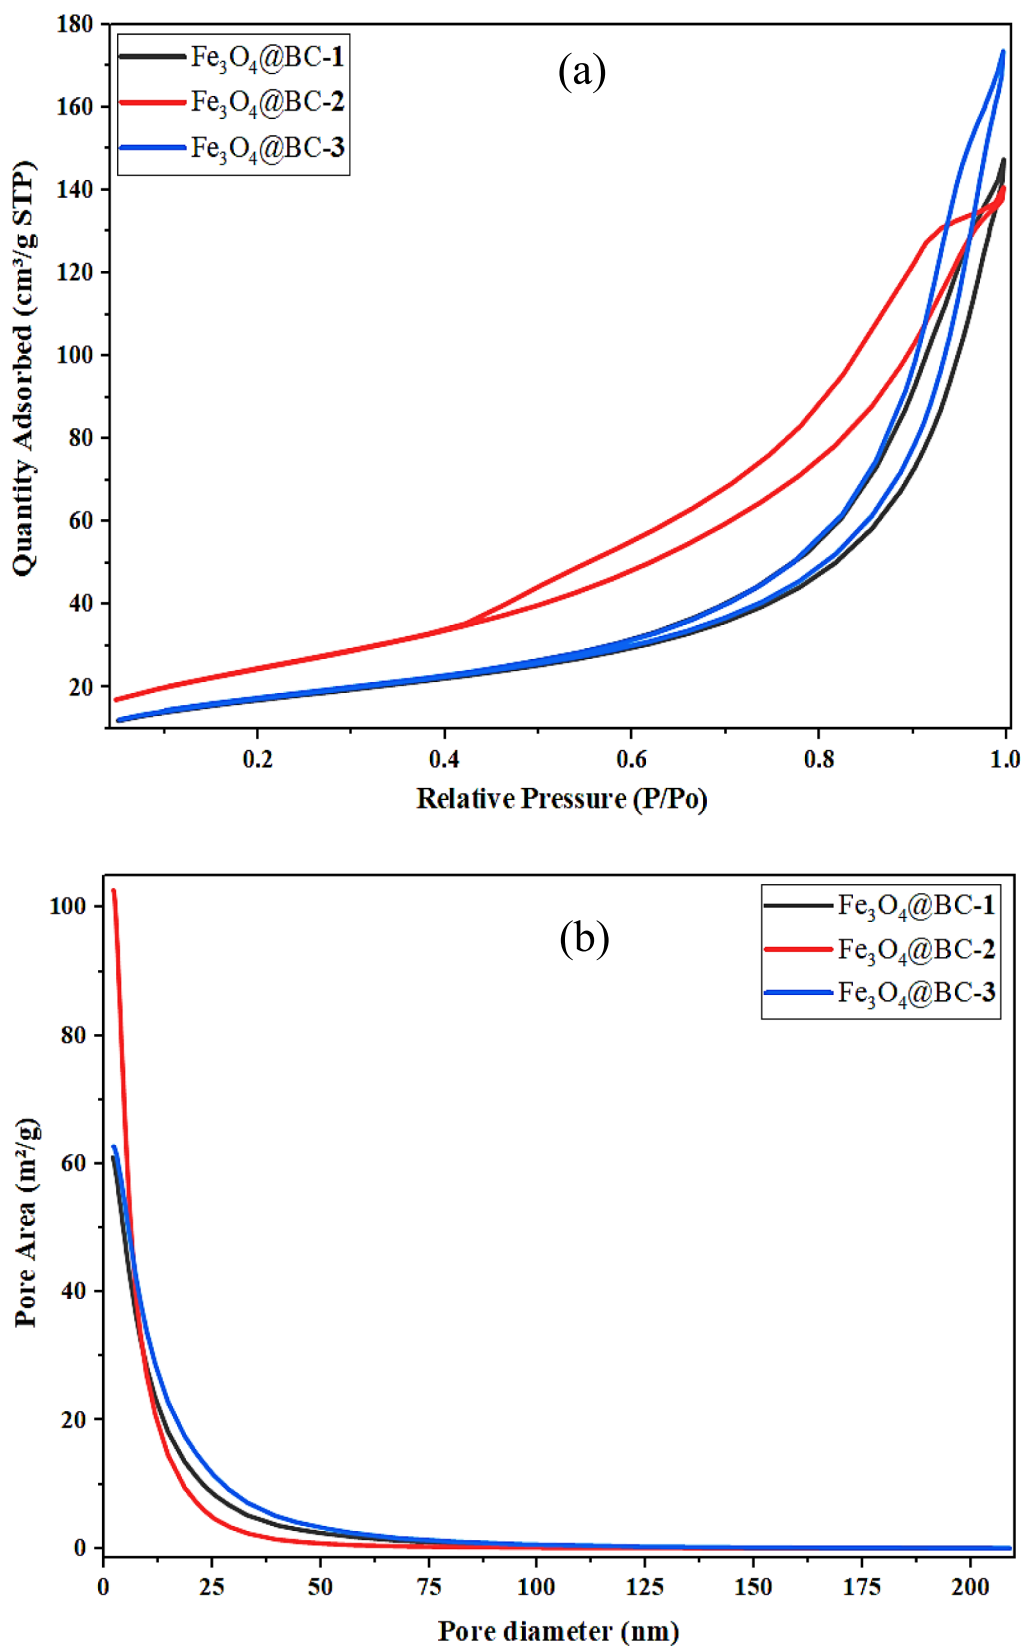 (a)
Fe₃O₄@BC-1
Fe₃O₄@BC-2
Fe₃O₄@BC-3
Quantity Adsorbed (cm³/g STP)
180
160
140
120
100
80
60
40
20
0.2
0.4
0.6
0.8
1.0
Relative Pressure (P/Po)
(b)
Fe₃O₄@BC-1
Fe₃O₄@BC-2
Fe₃O₄@BC-3
Pore Area (m²/g)
100
80
60
40
20
0
0
25
50
75
100
125
150
175
200
Pore diameter (nm)